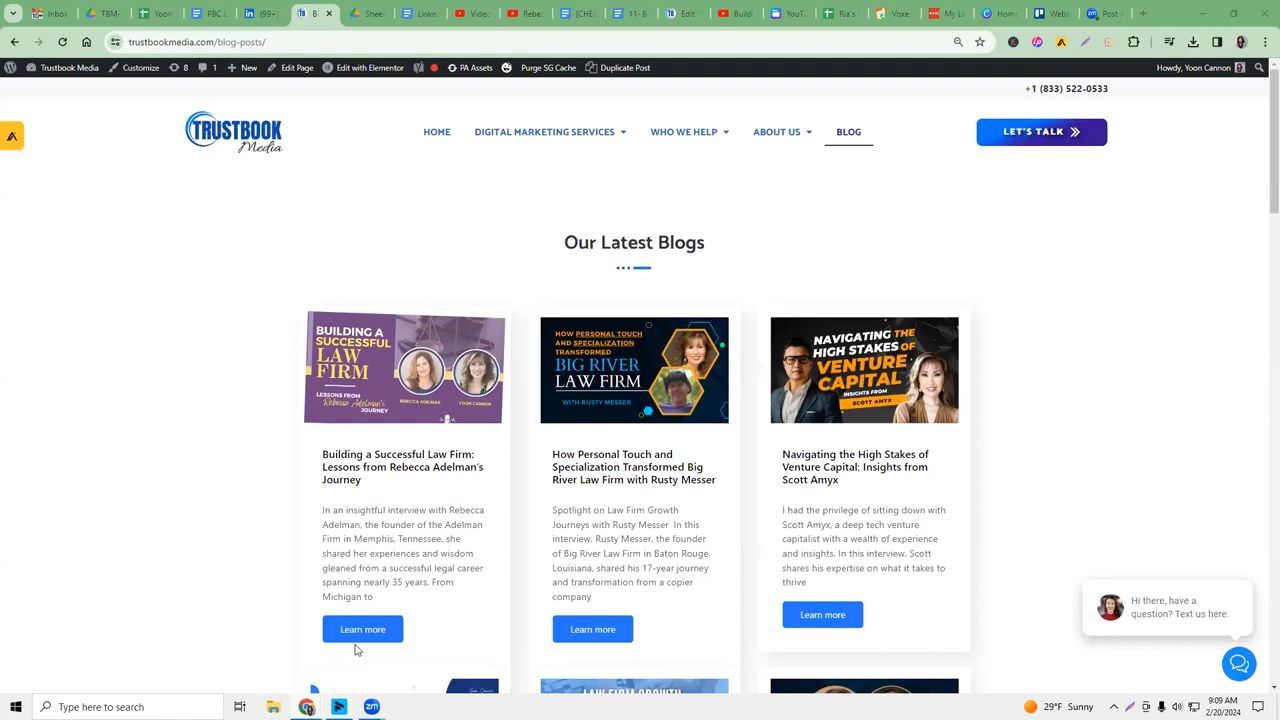 (99+)
Trust
YouT
Voxe
Home
trustbookmedia.com/blog-posts/
Trustbook Media
Customize
8
1
New
Edit Page
Edit with Elementor
PA Assets
Purge SG Cache
Duplicate Post
Howdy, Yoon Cannon
+1 (833) 522-0533
TRUSTBOOK
Media
HOME
DIGITAL MARKETING SERVICES
WHO WE HELP
ABOUT US
BLOG
LET'S TALK
Our Latest Blogs
BUILDING A
SUCCESSFUL
LAW
FIRM
LESSONS FROM
Rebecca Adelman's
JOURNEY
REBECCA ADELMAN
YOON CANNON
HOW PERSONAL TOUCH
AND SPECIALIZATION
TRANSFORMED
BIG RIVER
LAW FIRM
WITH RUSTY MESSER
NAVIGATING THE
HIGH STAKES OF
VENTURE
CAPITAL
INSIGHTS FROM
SCOTT AMYX
Building a Successful Law Firm:
Lessons from Rebecca Adelman's
Journey
In an insightful interview with Rebecca
Adelman, the founder of the Adelman
Firm in Memphis, Tennessee, she
shared her experiences and wisdom
gleaned from a successful legal career
spanning nearly 35 years. From
Michigan to
Learn more
How Personal Touch and
Specialization Transformed Big
River Law Firm with Rusty Messer
Spotlight on Law Firm Growth
Journeys with Rusty Messer In this
interview, Rusty Messer, the founder
of Big River Law Firm in Baton Rouge,
Louisiana, shared his 17-year journey
and transformation from a copier
company
Learn more
Navigating the High Stakes of
Venture Capital: Insights from
Scott Amyx
I had the privilege of sitting down with
Scott Amyx, a deep tech venture
capitalist with a wealth of experience
and insights. In this interview, Scott
shares his expertise on what it takes to
thrive
Learn more
Hi there, have a
question? Text us here.
LAW FIRM GROWTH
Type here to search
29°F Sunny
9:09 AM
2/20/2024